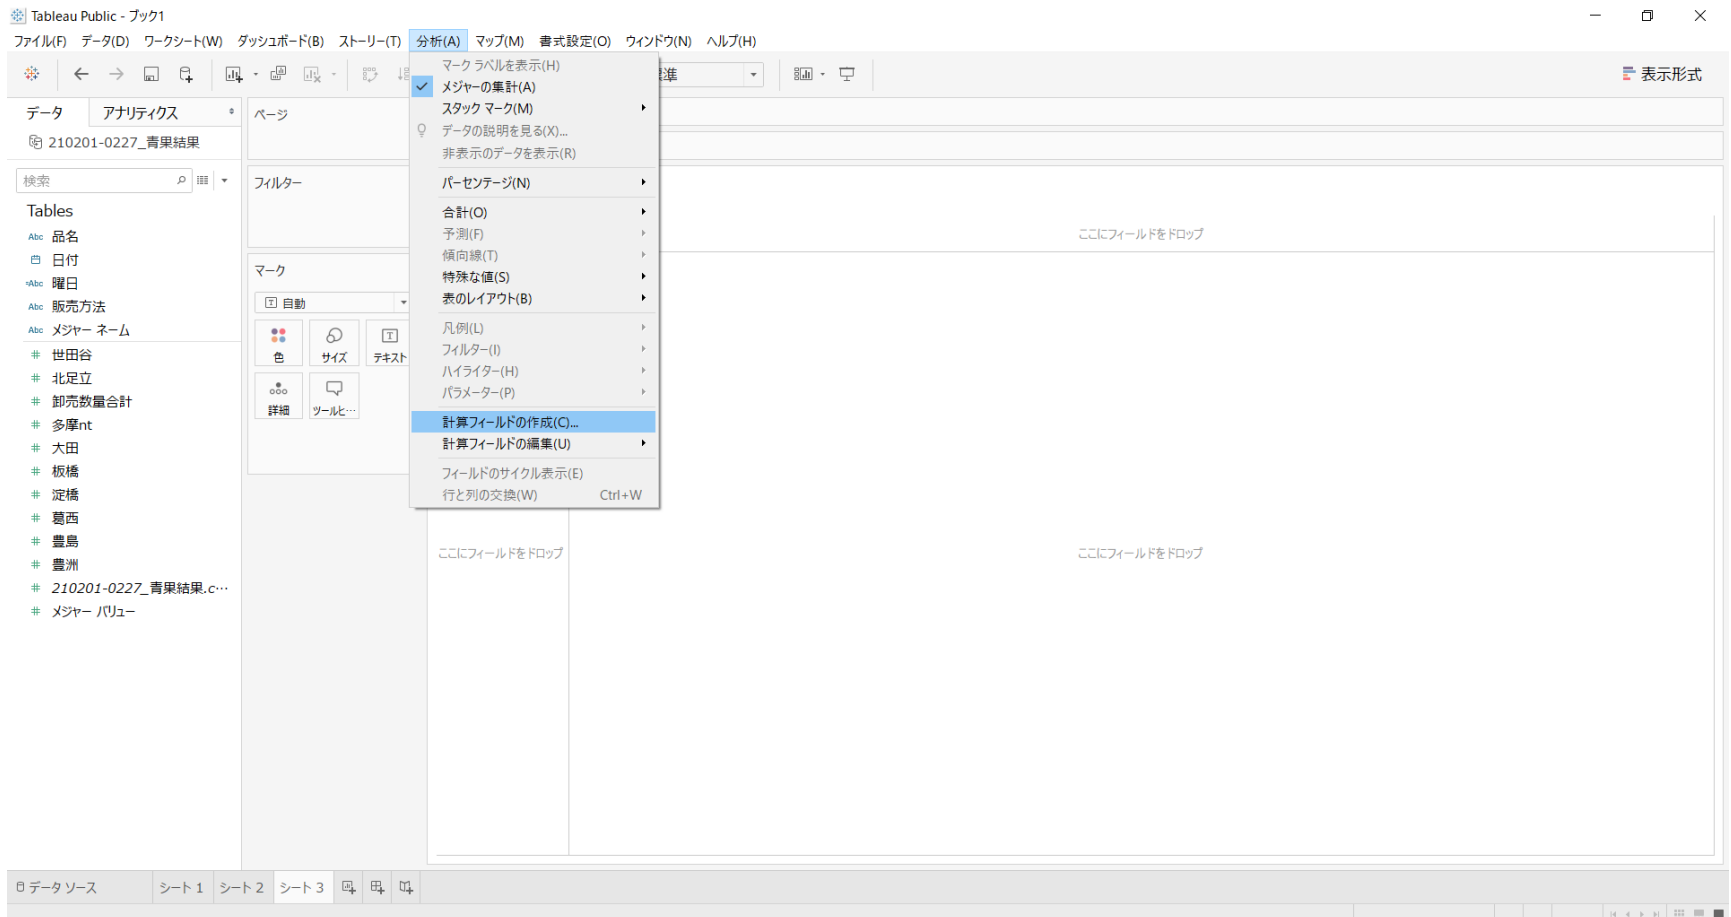 Tableau Public - ブック1
ファイル(F) データ(D) ワークシート(W) ダッシュボード(B) ストーリー(T) 分析(A) マップ(M) 書式設定(O) ウィンドウ(N) ヘルプ(H)
表示形式
データ
アナリティクス
210201-0227_青果結果
検索
Tables
Abc 品名
日付
=Abc 曜日
Abc 販売方法
Abc メジャー ネーム
世田谷
北足立
卸売数量合計
多摩nt
大田
板橋
淀橋
葛西
豊島
豊洲
210201-0227_青果結果.c…
メジャー バリュー
ページ
フィルター
マーク
自動
色
サイズ
テキスト
詳細
ツールヒ…
マーク ラベルを表示(H)
メジャーの集計(A)
スタック マーク(M)
データの説明を見る(X)...
非表示のデータを表示(R)
パーセンテージ(N)
合計(O)
予測(F)
傾向線(T)
特殊な値(S)
表のレイアウト(B)
凡例(L)
フィルター(I)
ハイライター(H)
パラメーター(P)
計算フィールドの作成(C)...
計算フィールドの編集(U)
フィールドのサイクル表示(E)
行と列の交換(W) Ctrl+W
ここにフィールドをドロップ
ここにフィールドをドロップ
ここにフィールドをドロップ
データ ソース
シート 1
シート 2
シート 3